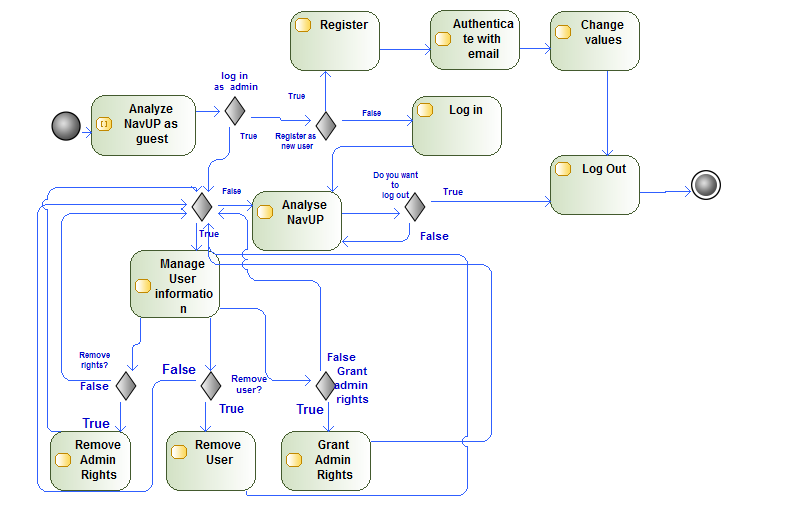 Register
Authentica
te with
email
Change
values
log in
as admin
True
Analyze
NavUP as
guest
True
Register as
new user
False
Log in
Do you want
to
log out
True
Log Out
False
Analyse
NavUP
True
False
Manage
User
informatio
n
Remove
rights?
False
False
Remove
user?
False
Grant
admin
rights
True
True
True
Remove
Admin
Rights
Remove
User
Grant
Admin
Rights